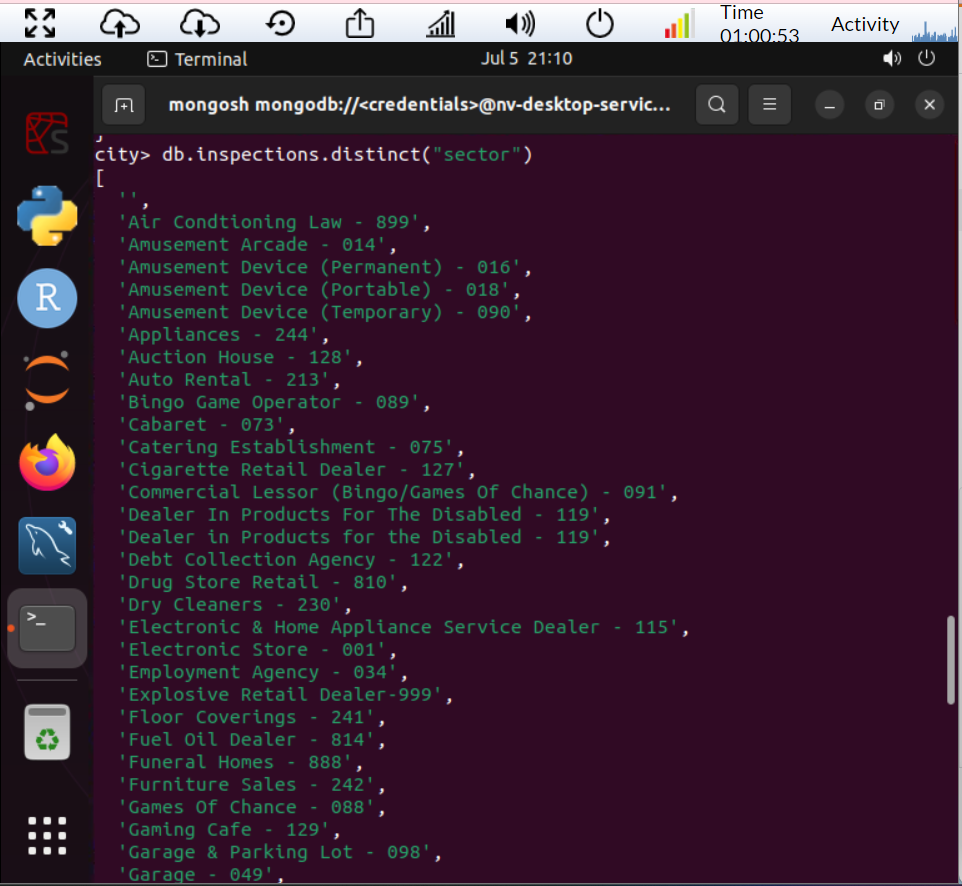 Time
01:00:53
Activity
Activities
Terminal
Jul 5 21:10
mongosh mongodb://<credentials>@nv-desktop-servic...
}
city> db.inspections.distinct("sector")
[
'',
'Air Condtioning Law - 899',
'Amusement Arcade - 014',
'Amusement Device (Permanent) - 016',
'Amusement Device (Portable) - 018',
'Amusement Device (Temporary) - 090',
'Appliances - 244',
'Auction House - 128',
'Auto Rental - 213',
'Bingo Game Operator - 089',
'Cabaret - 073',
'Catering Establishment - 075',
'Cigarette Retail Dealer - 127',
'Commercial Lessor (Bingo/Games Of Chance) - 091',
'Dealer In Products For The Disabled - 119',
'Dealer in Products for the Disabled - 119',
'Debt Collection Agency - 122',
'Drug Store Retail - 810',
'Dry Cleaners - 230',
'Electronic & Home Appliance Service Dealer - 115',
'Electronic Store - 001',
'Employment Agency - 034',
'Explosive Retail Dealer-999',
'Floor Coverings - 241',
'Fuel Oil Dealer - 814',
'Funeral Homes - 888',
'Furniture Sales - 242',
'Games Of Chance - 088',
'Gaming Cafe - 129',
'Garage & Parking Lot - 098',
'Garage - 049',
KS
R
>_